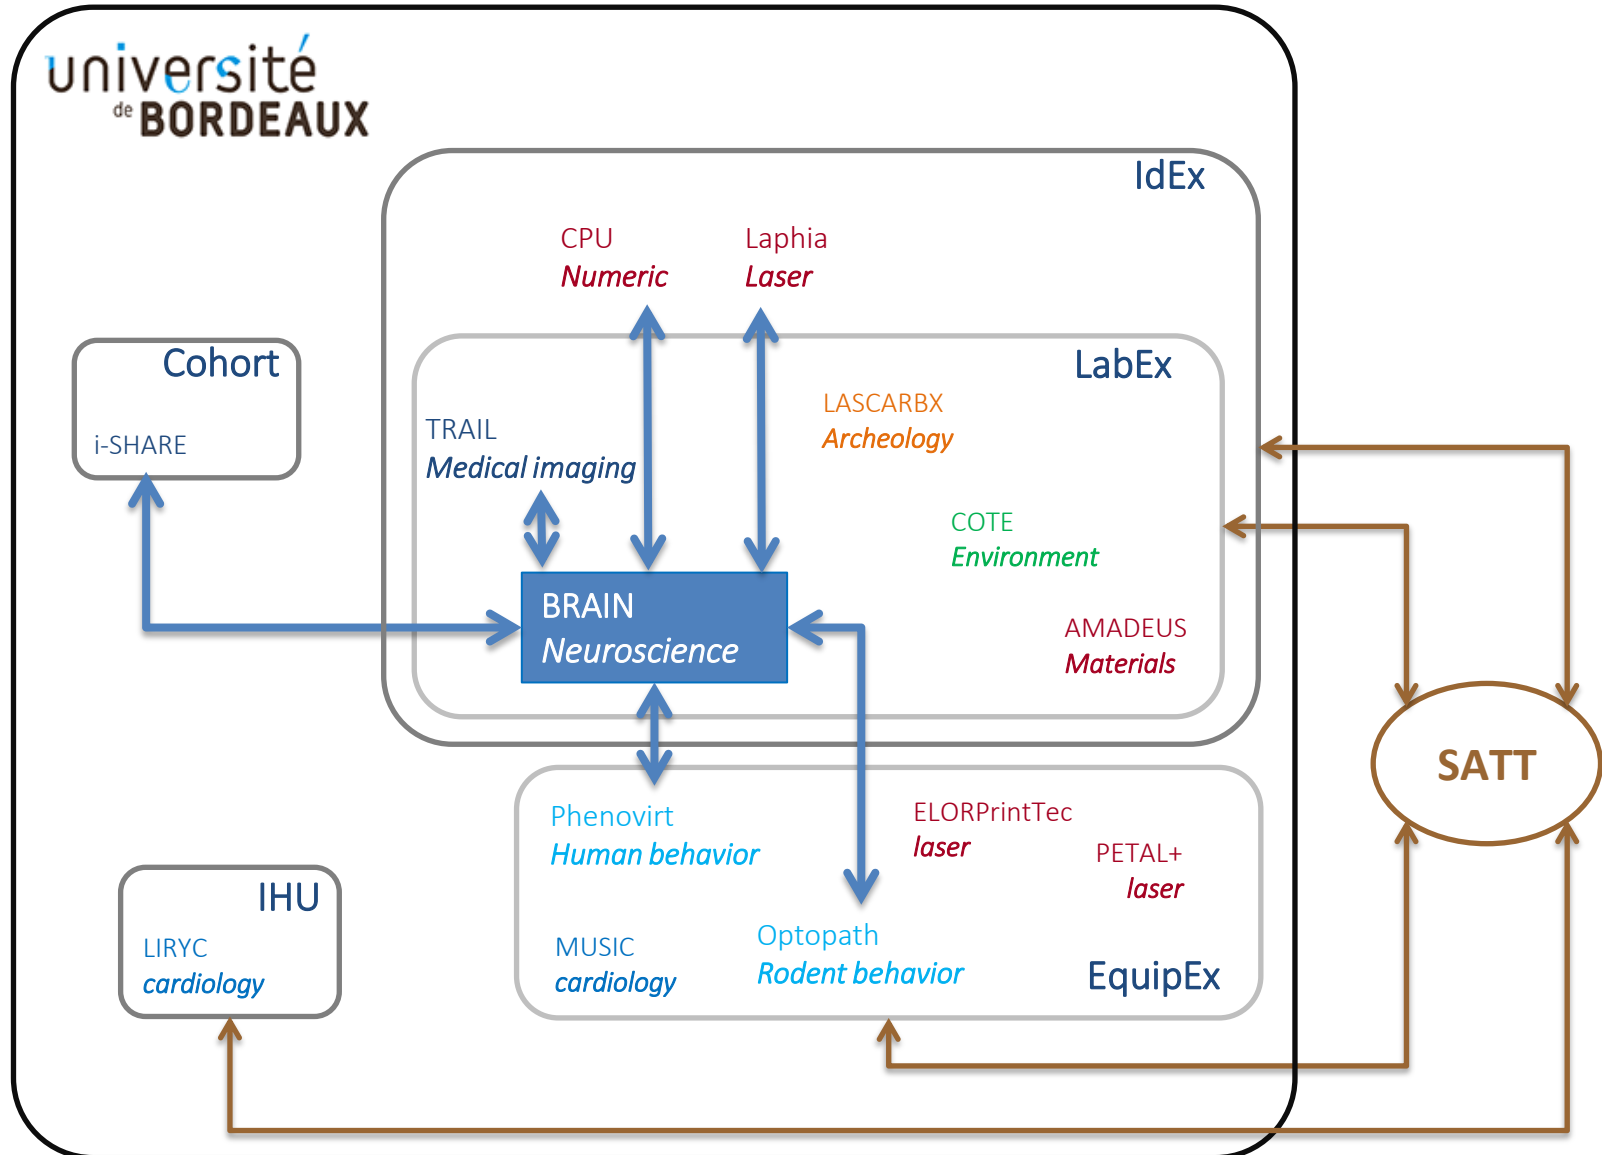 université
de BORDEAUX
IdEx
CPU
Numeric
Laphia
Laser
Cohort
i-SHARE
LabEx
TRAIL
Medical imaging
LASCARBX
Archeology
COTE
Environment
BRAIN
Neuroscience
AMADEUS
Materials
SATT
Phenovirt
Human behavior
ELORPrintTec
laser
PETAL+
laser
IHU
LIRYC
cardiology
MUSIC
cardiology
Optopath
Rodent behavior
EquipEx